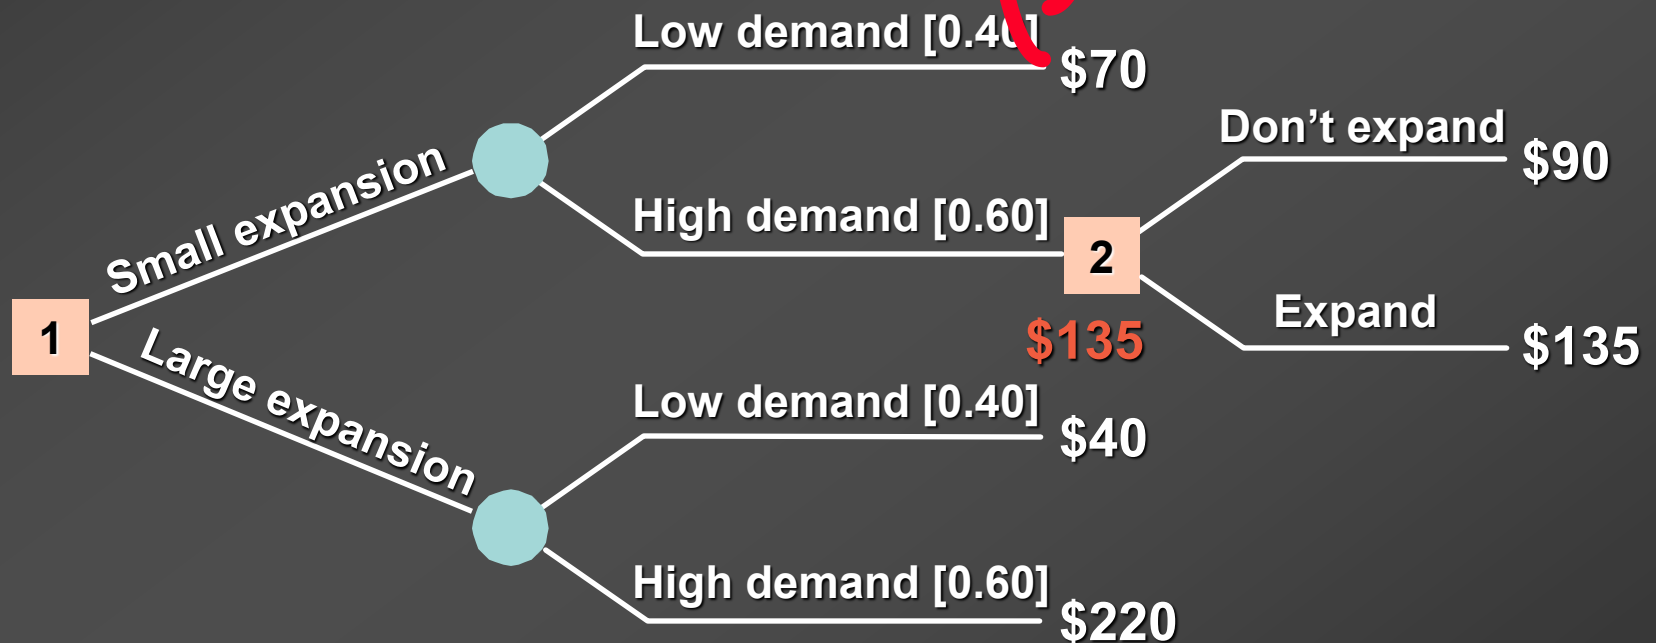 Low demand [0.40]
$70
Don’t expand
$90
Small expansion
High demand [0.60]
2
Expand
1
$135
$135
Large expansion
Low demand [0.40]
$40
High demand [0.60]
$220